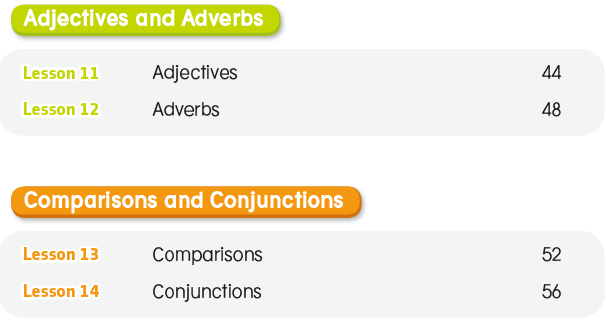 Adjectives and Adverbs
Lesson 11 Adjectives 44
Lesson 12 Adverbs 48
Comparisons and Conjunctions
Lesson 13 Comparisons 52
Lesson 14 Conjunctions 56